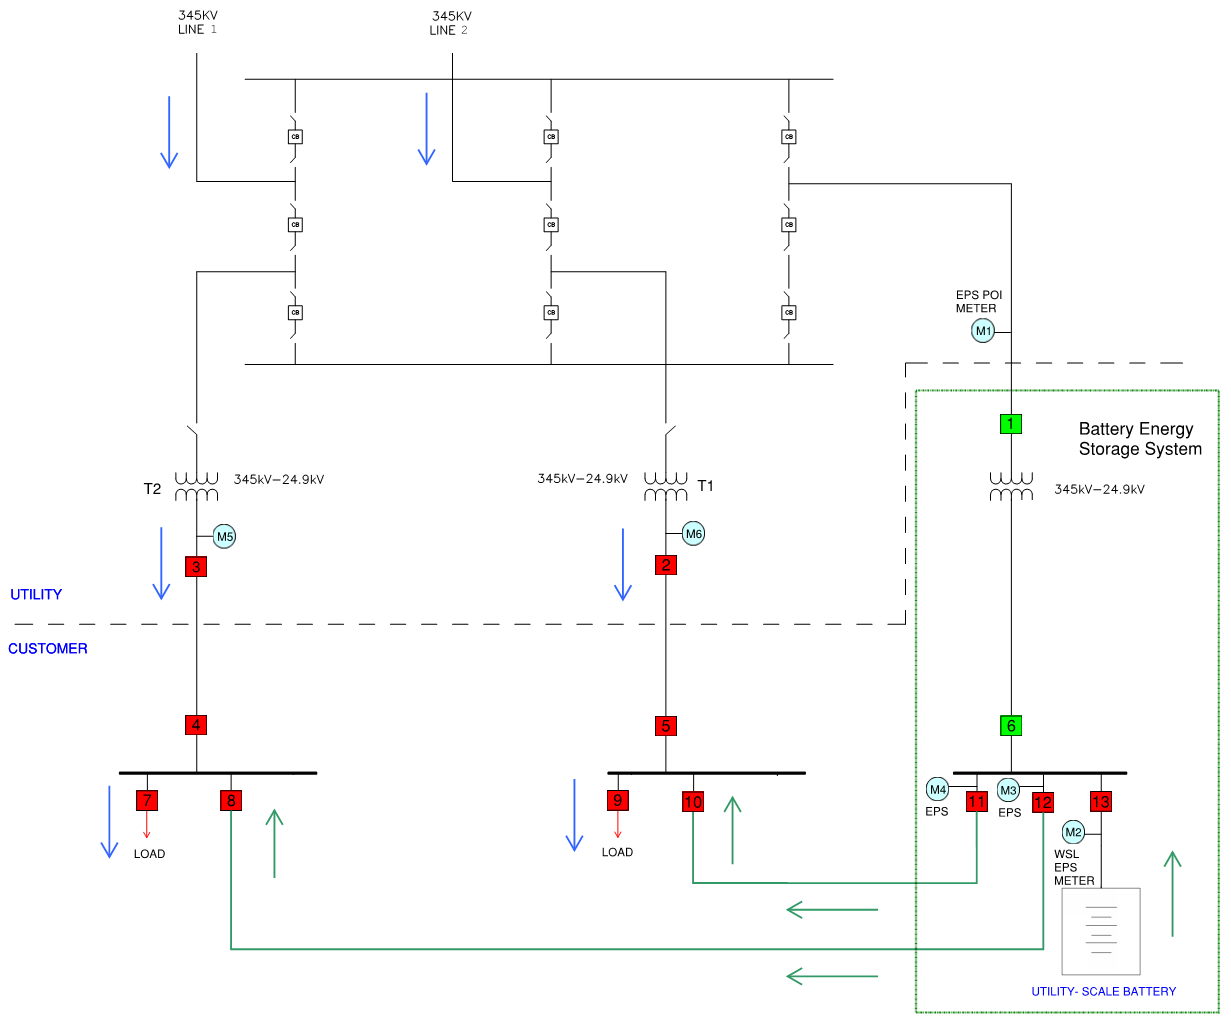 345KV
LINE 1
345KV
LINE 2
CB
CB
CB
CB
CB
CB
CB
CB
CB
EPS POI
METER
M1
1
Battery Energy
Storage System
T2
345kV-24.9kV
345kV-24.9kV
T1
345kV-24.9kV
M5
M6
3
2
UTILITY
CUSTOMER
4
5
6
7
8
9
10
M4
11
M3
12
13
EPS
EPS
M2
LOAD
LOAD
WSL
EPS
METER
UTILITY- SCALE BATTERY